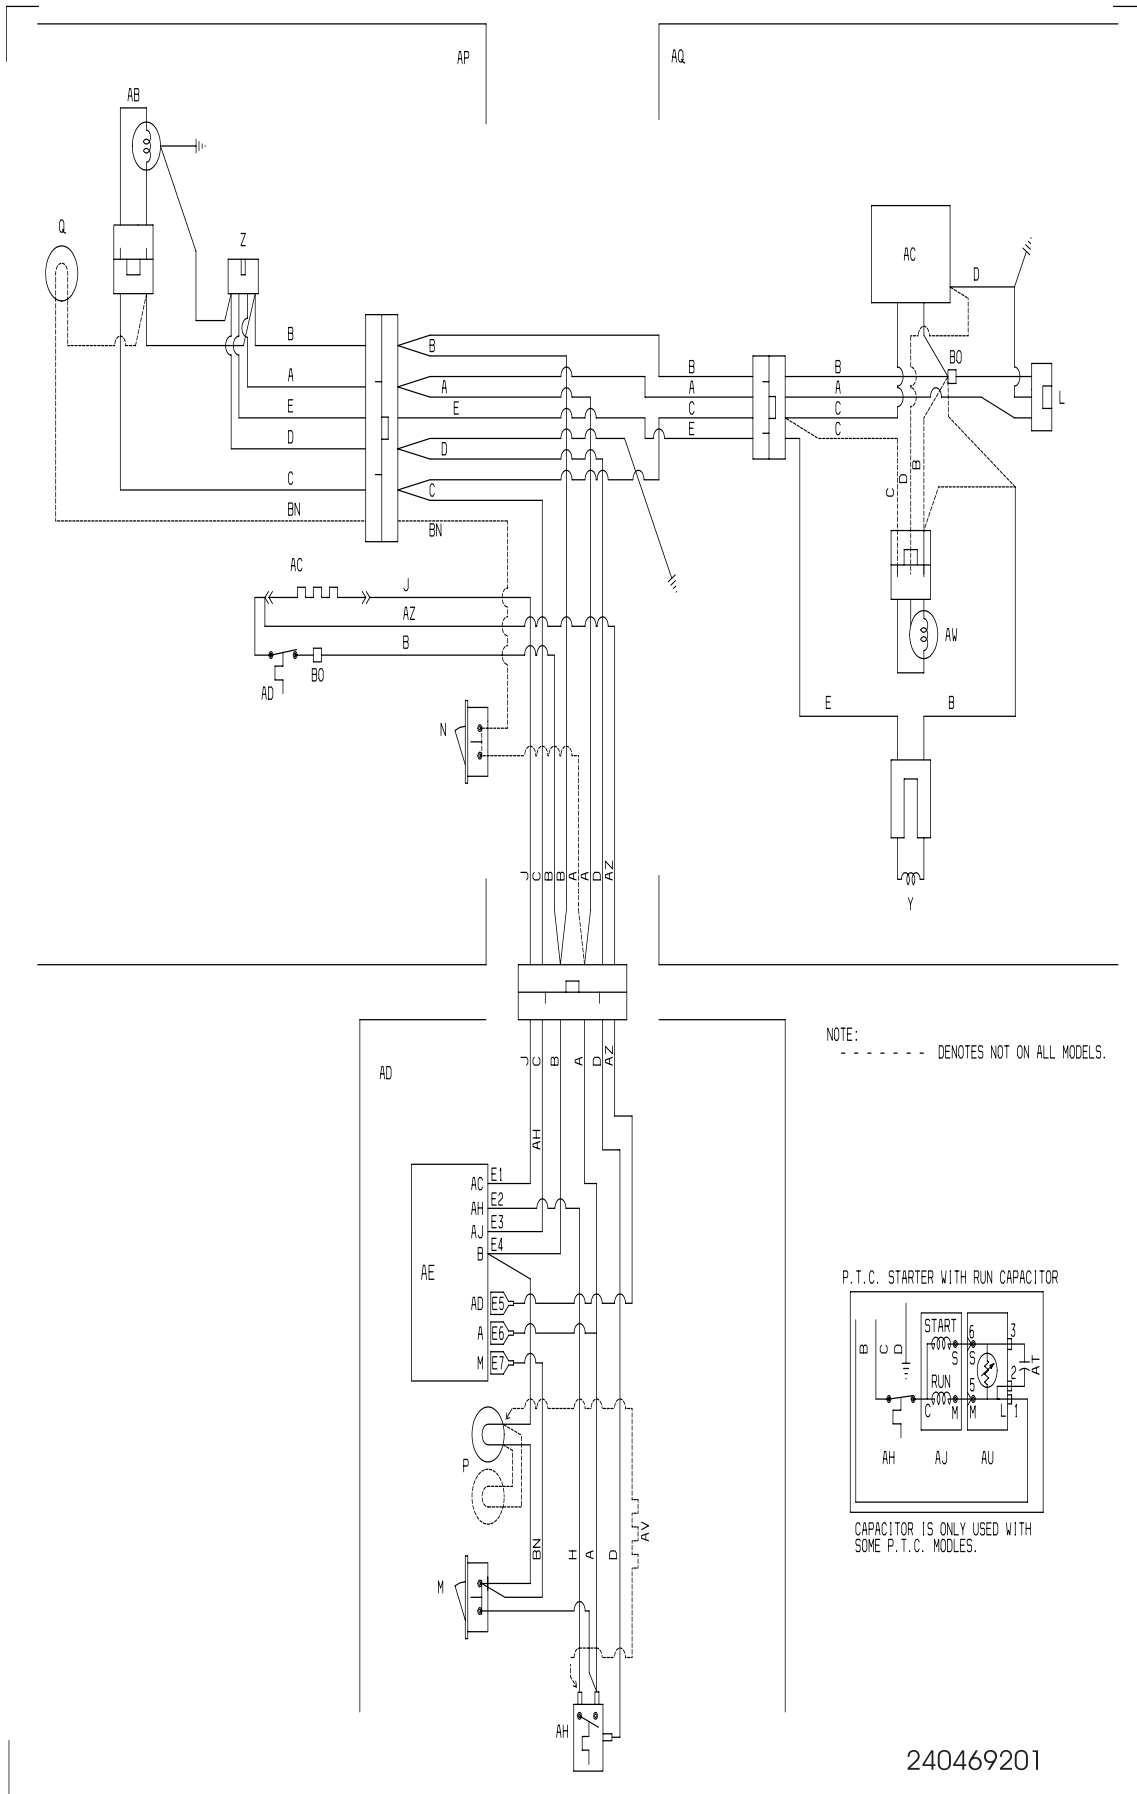 AP
AQ
AB
Q
Z
AC
D
B
B
B
B
BO
A
A
A
A
L
E
E
C
C
D
D
E
C
C
C
BN
BN
C
D
B
AC
J
AZ
B
AW
AD
BO
N
E
B
J
C
B
B
A
A
D
AZ
Y
NOTE:
- - - - - - - DENOTES NOT ON ALL MODELS.
J
C
B
A
D
AZ
AD
AH
AC E1
AH E2
AJ E3
B E4
AE
AD E5
A E6
M E7
P.T.C. STARTER WITH RUN CAPACITOR
START
6
3
B
C
D
S
S
2
AT
RUN
5
C
M
M
L
1
AH
AJ
AU
CAPACITOR IS ONLY USED WITH
SOME P.T.C. MODLES.
P
BN
H
A
D
AV
M
AH
240469201